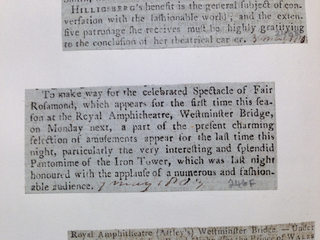 HILLIGSBERG's benefit is the general subject of con-
versation with the fashionable world; and the exten-
sive patronage she receives must be highly gratifying
to the conclusion of her theatrical career.
To make way for the celebrated Spectacle of Fair
Rosamond, which appears for the first time this sea-
son at the Royal Amphitheatre, Westminster Bridge,
on Monday next, a part of the present charming
selection of amusements appear for the last time this
night, particularly the very interesting and splendid
Pantomime of the Iron Tower, which was last night
honoured with the applause of a numerous and fashion-
able audience.
Royal Amphitheatre (Astley's) Westminster Bridge.—Under